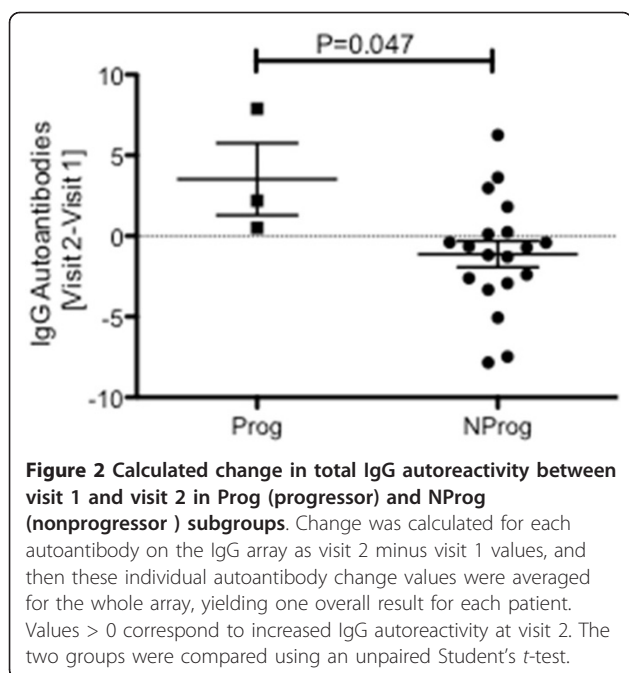 P=0.047
10
5
0
-5
-10
IgG Autoantibodies
[Visit 2-Visit 1]
Prog
NProg
Figure 2 Calculated change in total IgG autoreactivity between
visit 1 and visit 2 in Prog (progressor) and NProg
(nonprogressor ) subgroups. Change was calculated for each
autoantibody on the IgG array as visit 2 minus visit 1 values, and
then these individual autoantibody change values were averaged
for the whole array, yielding one overall result for each patient.
Values > 0 correspond to increased IgG autoreactivity at visit 2. The
two groups were compared using an unpaired Student's t-test.